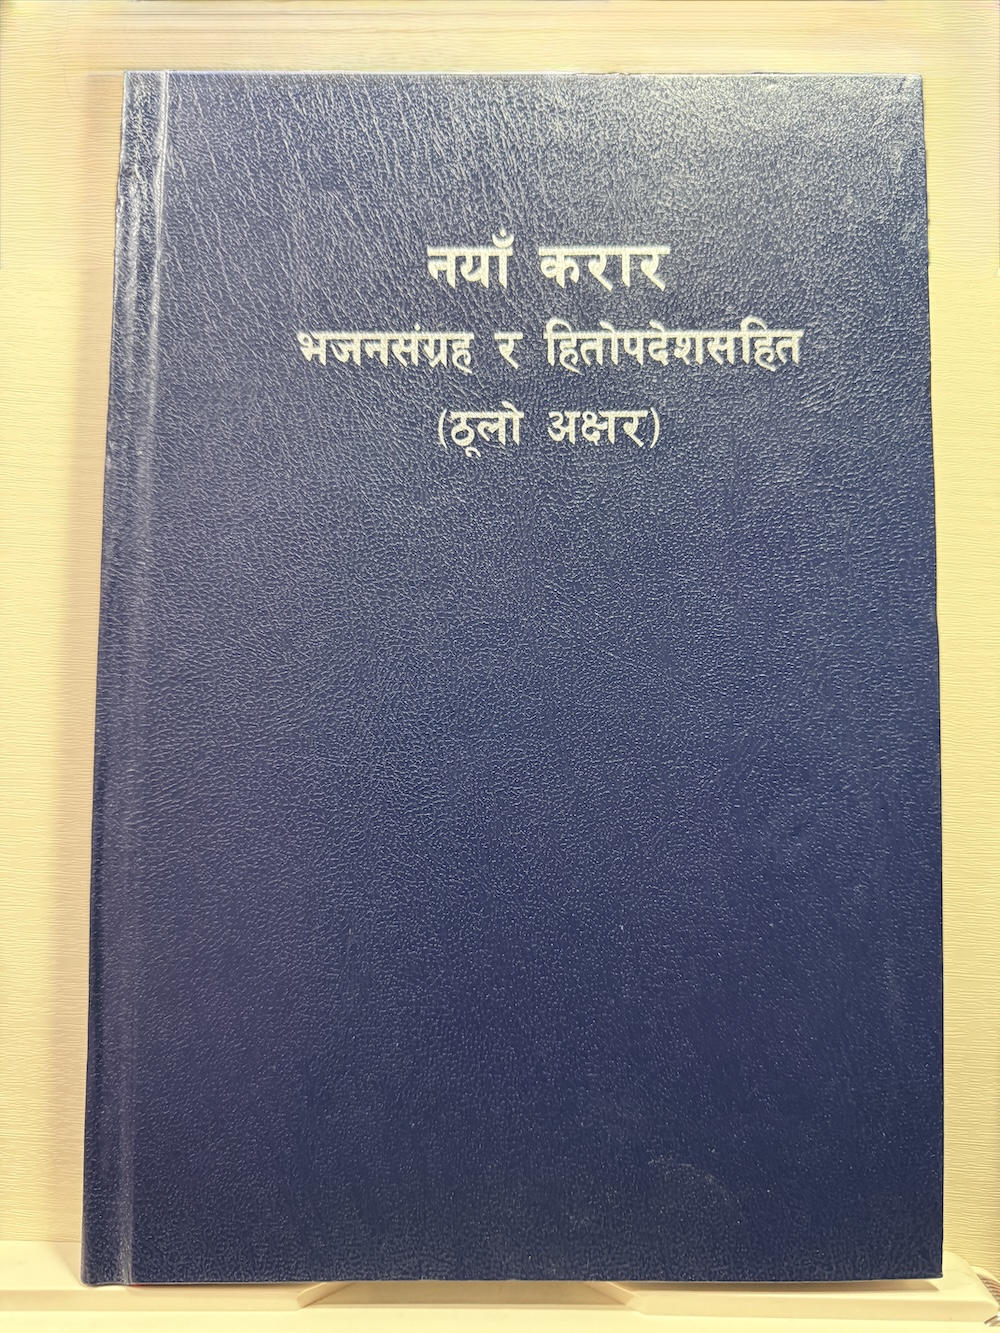 नयाँ करार
भजनसंग्रह र हितोपदेशसहित
(ठूलो अक्षर)